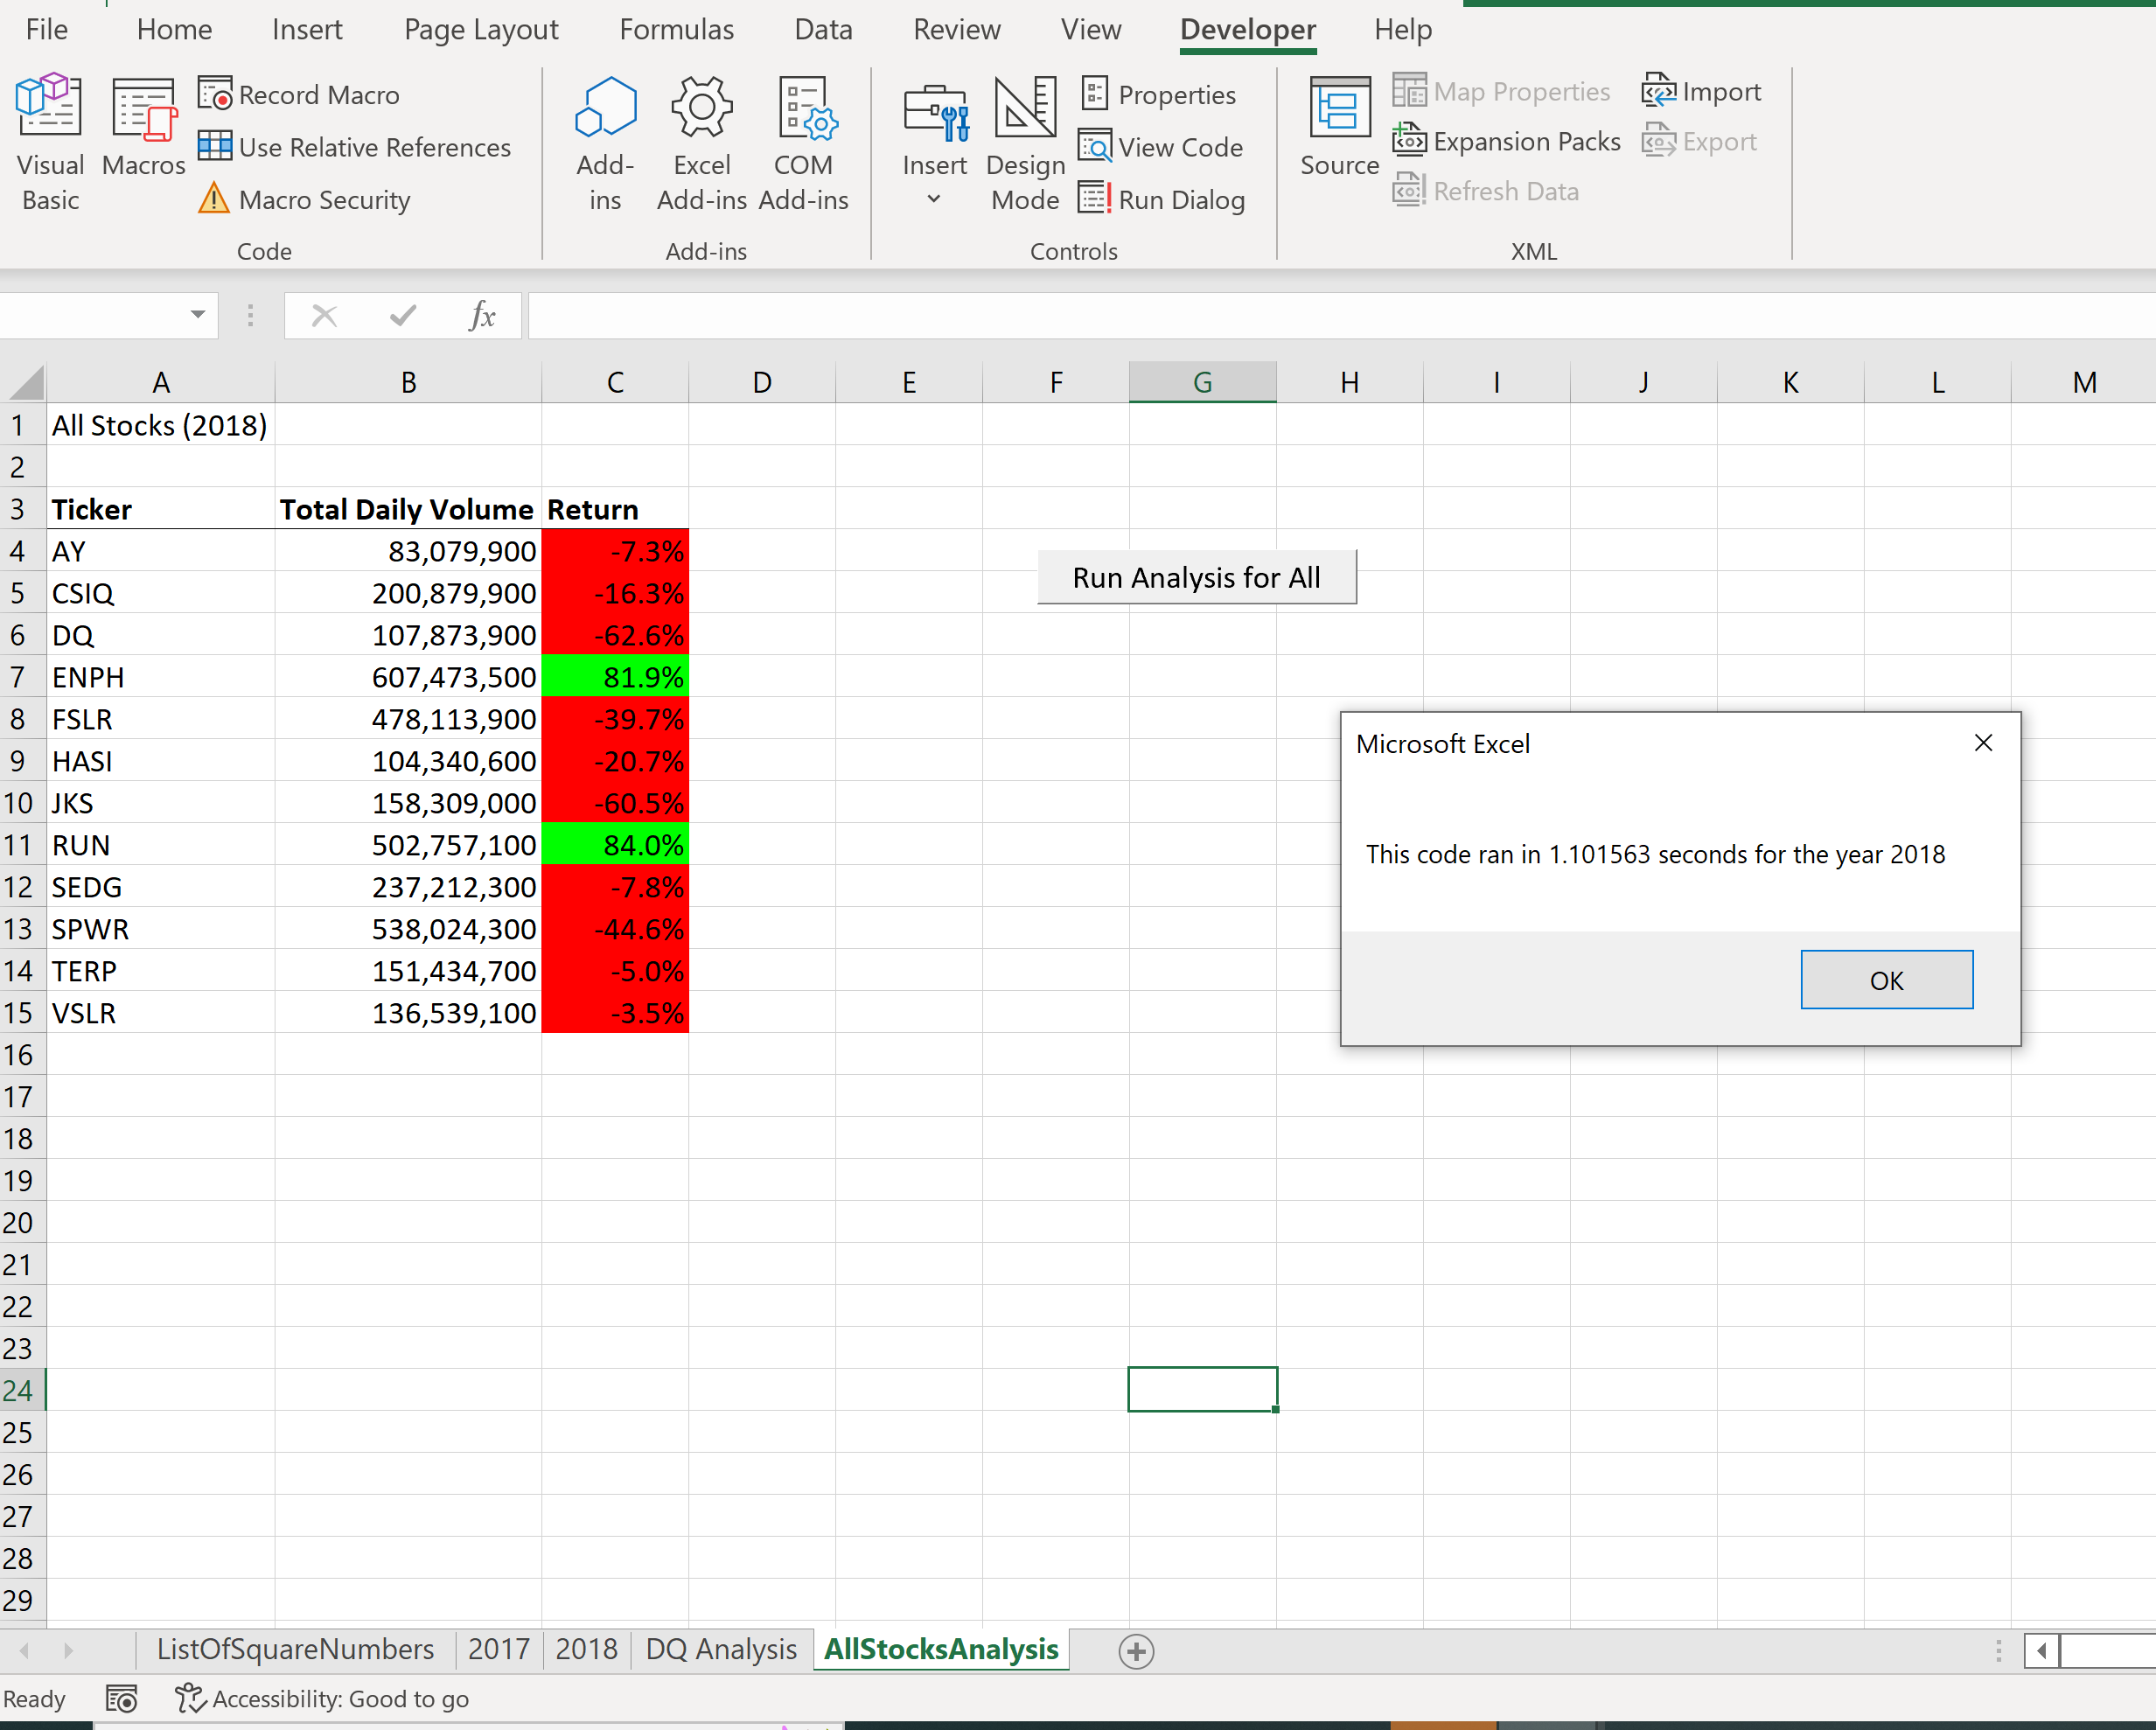 File Home Insert Page Layout Formulas Data Review View Developer Help
Visual Basic
Macros
Record Macro
Use Relative References
Macro Security
Code
Add-ins
Excel Add-ins
COM Add-ins
Add-ins
Insert
Design Mode
Properties
View Code
Run Dialog
Controls
Source
Map Properties
Expansion Packs
Refresh Data
Import
Export
XML
fx
A B C D E F G H I J K L M
1 All Stocks (2018)
2
3 Ticker Total Daily Volume Return
4 AY 83,079,900 -7.3%
5 CSIQ 200,879,900 -16.3%
6 DQ 107,873,900 -62.6%
7 ENPH 607,473,500 81.9%
8 FSLR 478,113,900 -39.7%
9 HASI 104,340,600 -20.7%
10 JKS 158,309,000 -60.5%
11 RUN 502,757,100 84.0%
12 SEDG 237,212,300 -7.8%
13 SPWR 538,024,300 -44.6%
14 TERP 151,434,700 -5.0%
15 VSLR 136,539,100 -3.5%
16
17
18
19
20
21
22
23
24
25
26
27
28
29
Run Analysis for All
Microsoft Excel
This code ran in 1.101563 seconds for the year 2018
OK
ListOfSquareNumbers 2017 2018 DQ Analysis AllStocksAnalysis
Ready Accessibility: Good to go